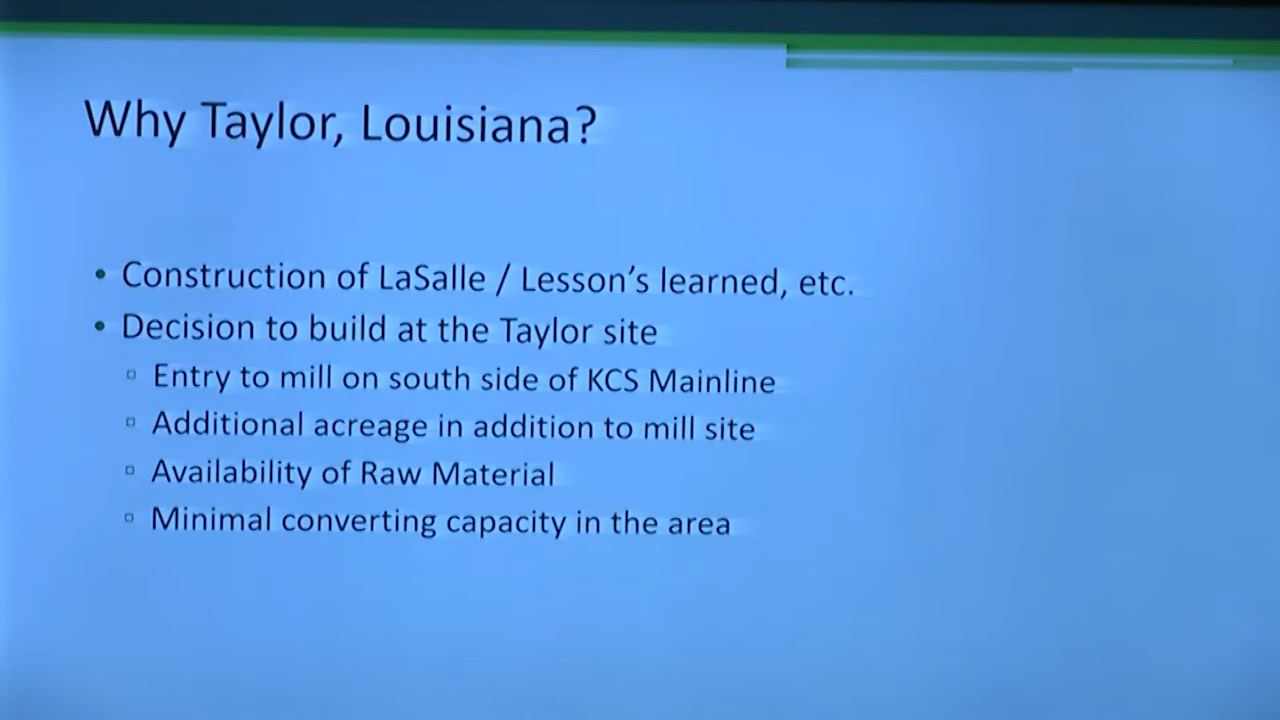 Why Taylor, Louisiana?
• Construction of LaSalle / Lesson's learned, etc.
• Decision to build at the Taylor site
▫ Entry to mill on south side of KCS Mainline
▫ Additional acreage in addition to mill site
▫ Availability of Raw Material
▫ Minimal converting capacity in the area